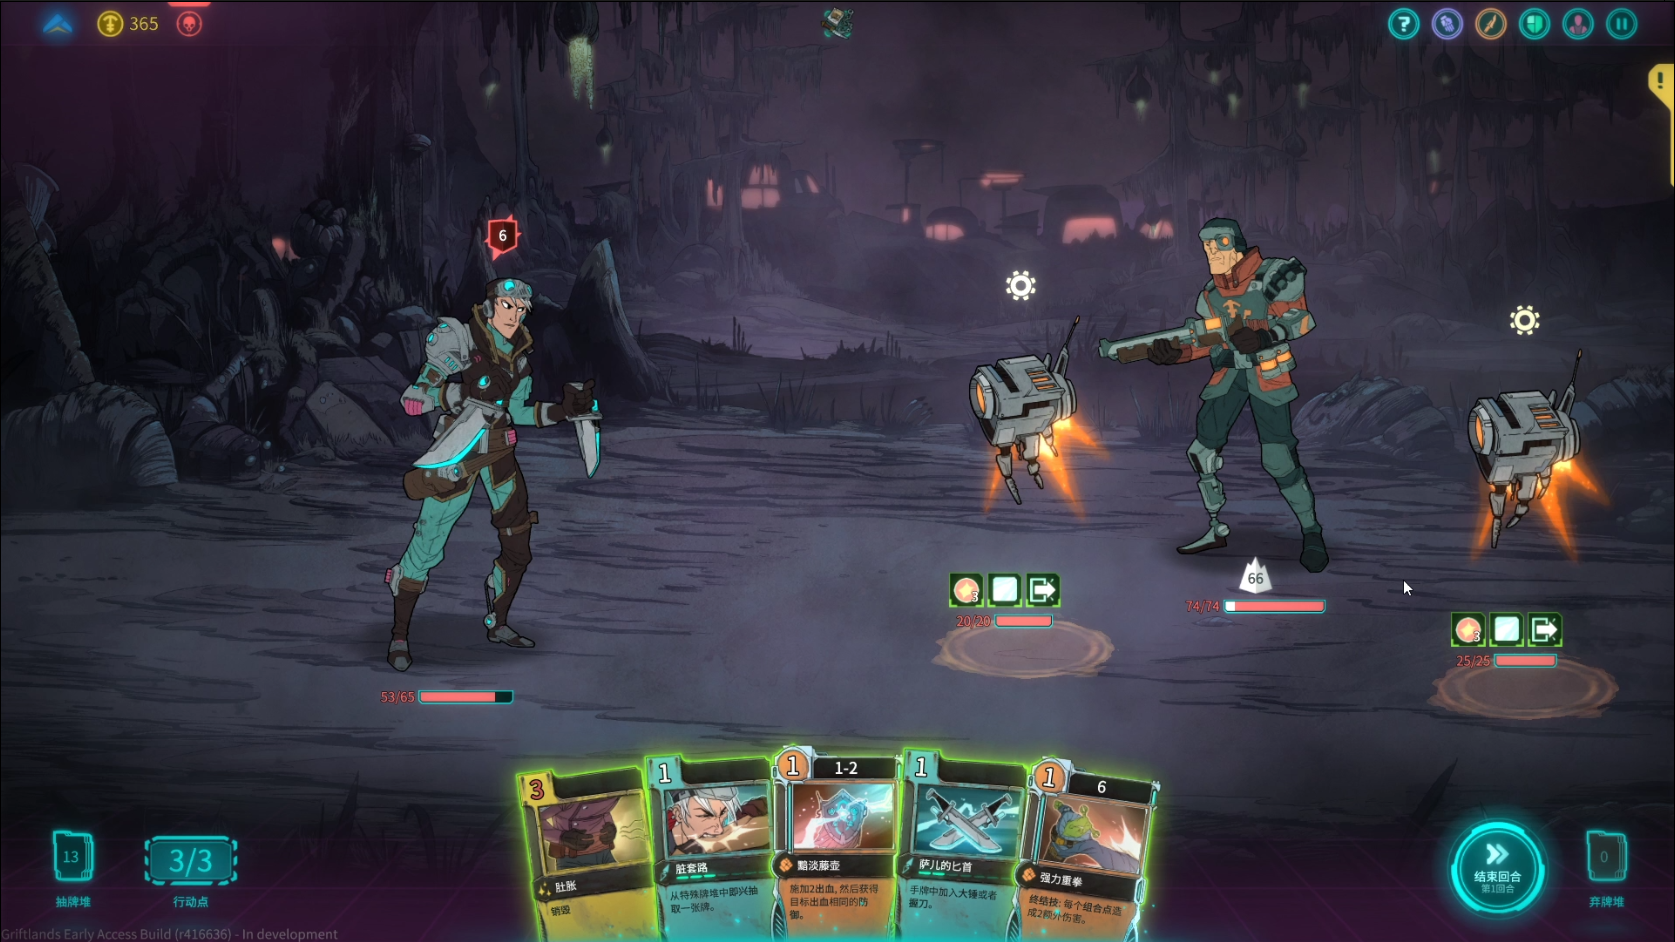 365
?
!
6
66
3
20/20
74/74
3
25/25
53/65
3
肚胀
销毁
1
脏套路
从特殊牌堆中即兴抽
取一张牌。
1
1-2
黯淡藤壶
施加2出血, 然后获得
目标出血相同的防
御。
1
萨儿的匕首
手牌中加入大锤或者
握刀。
1
6
强力重拳
终结技: 每个组合点造
成2额外伤害。
13
抽牌堆
3/3
行动点
结束回合
第1回合
0
弃牌堆
Griftlands Early Access Build (r416636) - In development